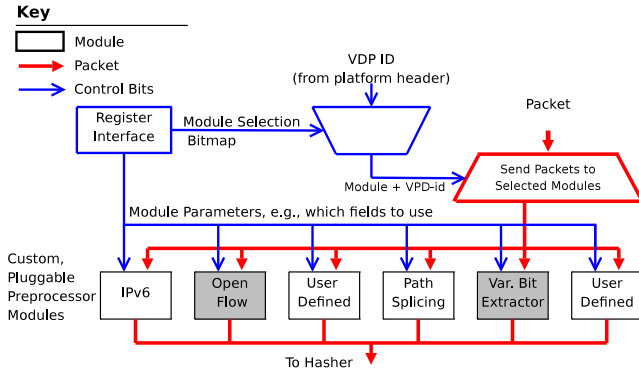 Key
Module
Packet
Control Bits
VDP ID
(from platform header)
Register
Interface
Module Selection
Bitmap
Packet
Module + VPD-id
Send Packets to
Selected Modules
Module Parameters, e.g., which fields to use
Custom,
Pluggable
Preprocessor
Modules
IPv6
Open
Flow
User
Defined
Path
Splicing
Var. Bit
Extractor
User
Defined
To Hasher